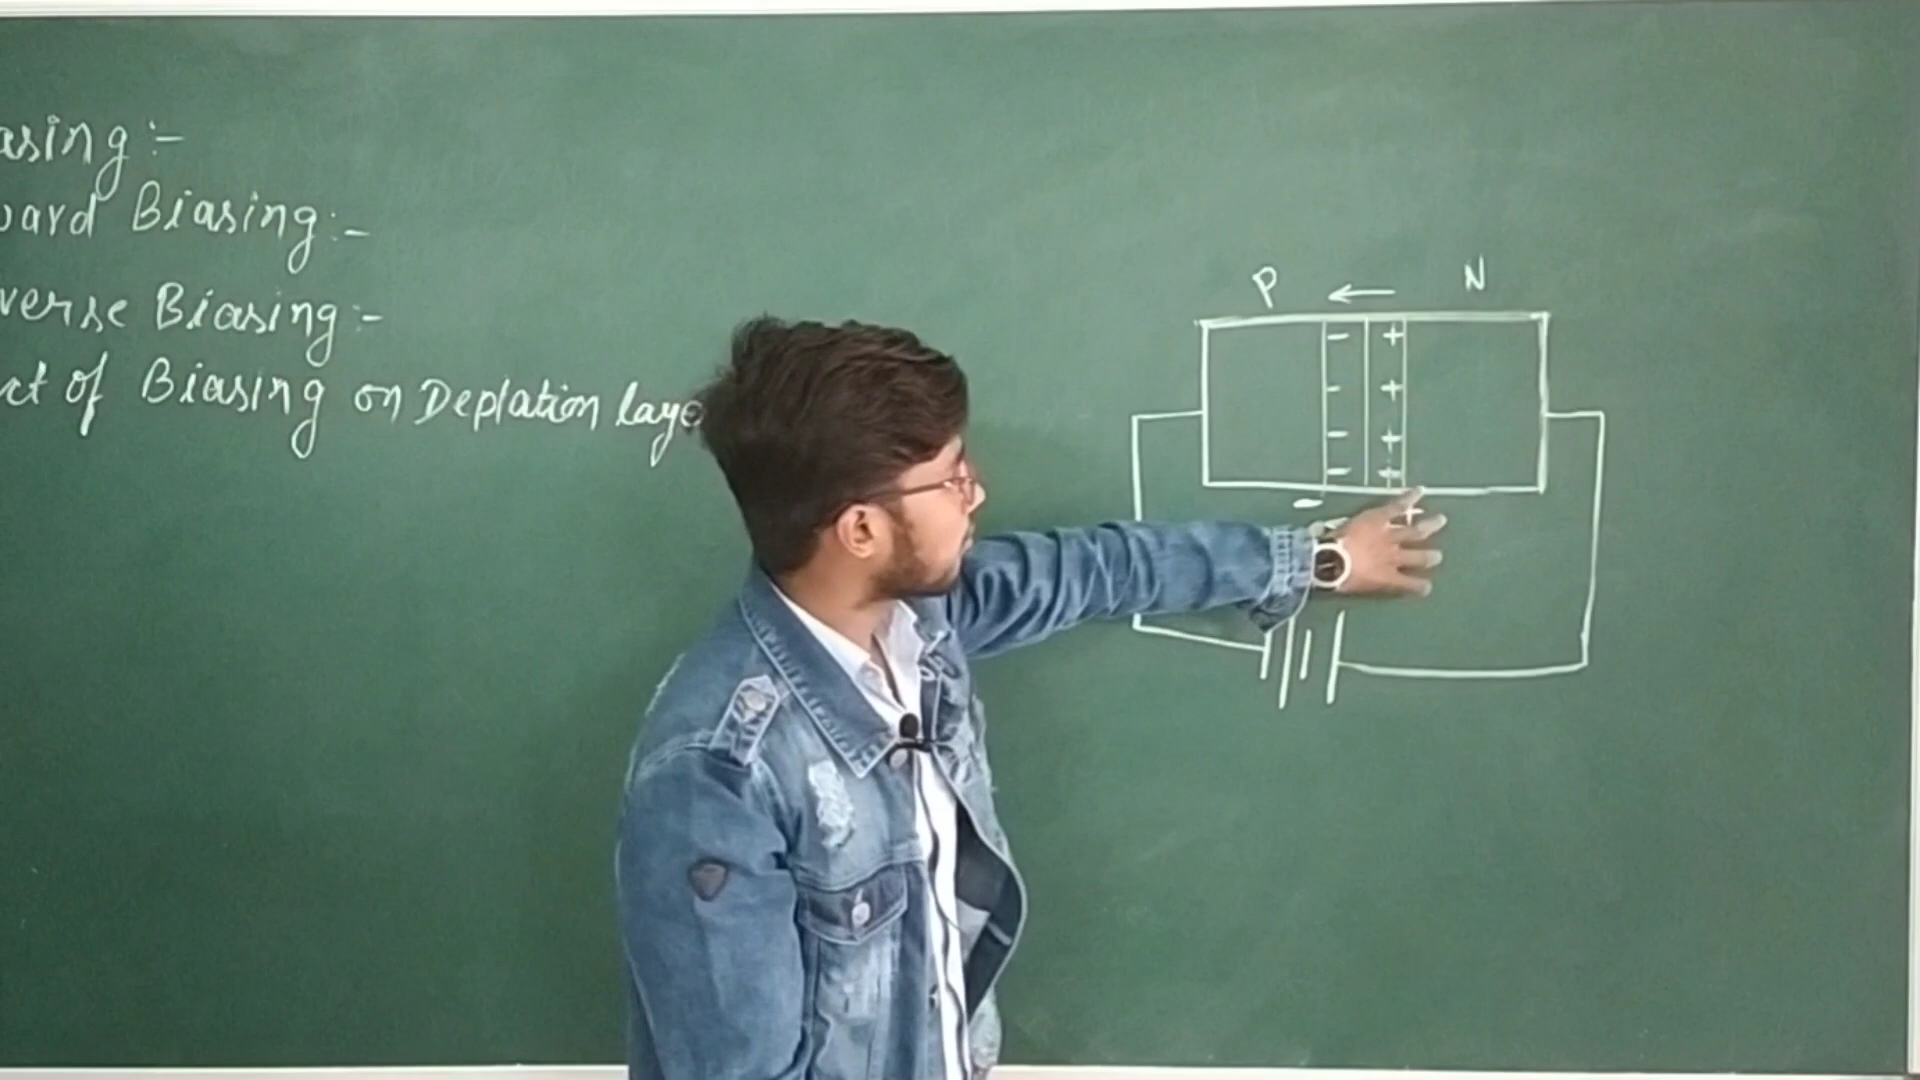 asing:-
ward Biasing:-
verse Biasing:-
ct of Biasing on Deplation laye
P ← N
- +
- +
- +
- +
- +